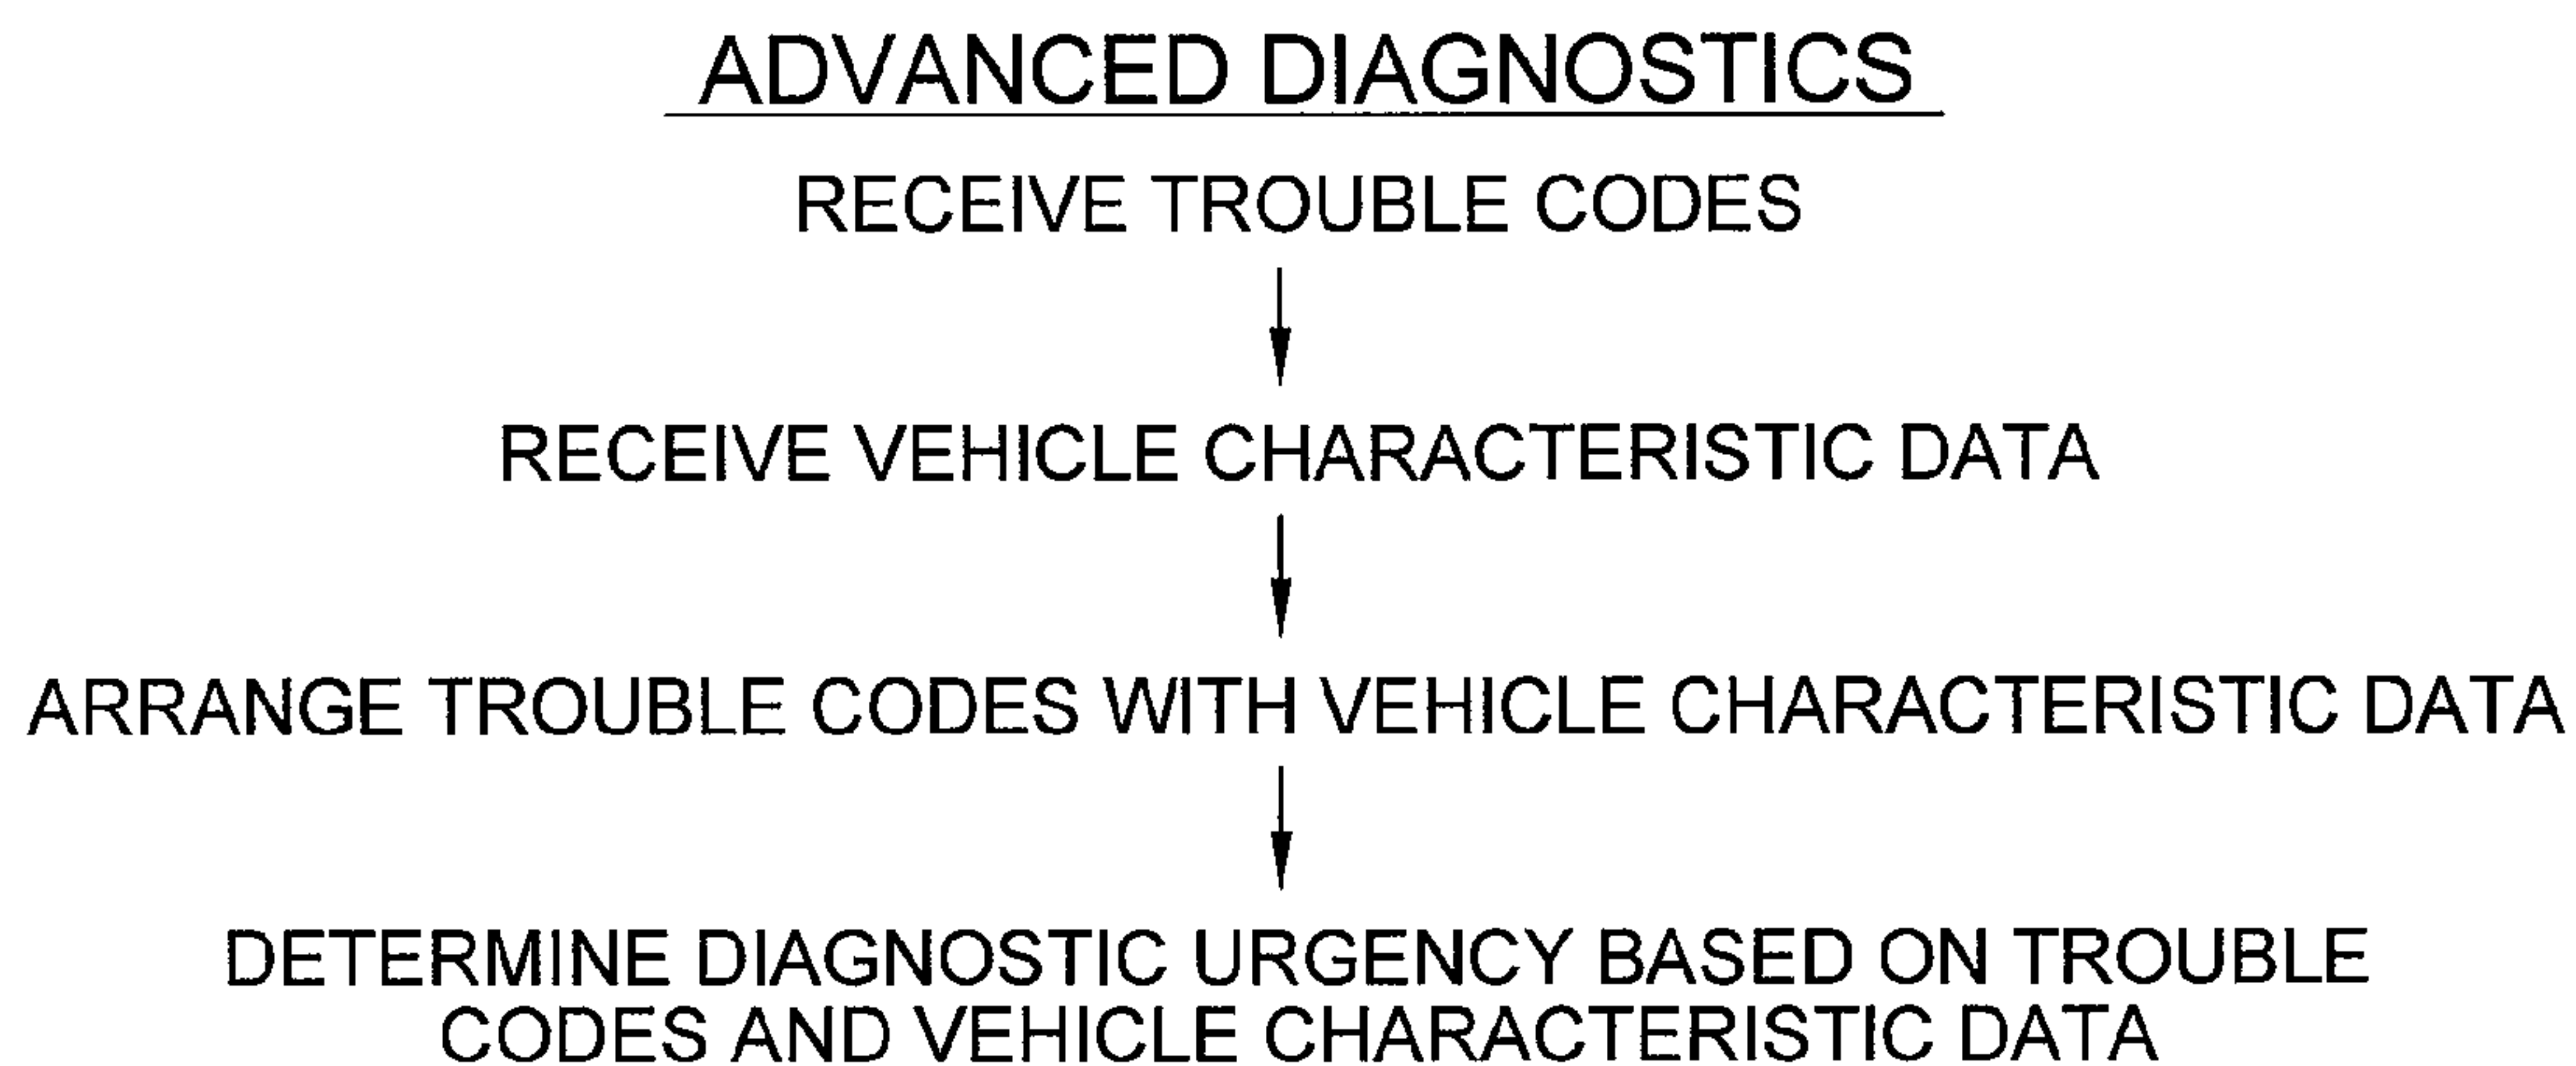 ADVANCED DIAGNOSTICS
RECEIVE TROUBLE CODES
RECEIVE VEHICLE CHARACTERISTIC DATA
ARRANGE TROUBLE CODES WITH VEHICLE CHARACTERISTIC DATA
DETERMINE DIAGNOSTIC URGENCY BASED ON TROUBLE
CODES AND VEHICLE CHARACTERISTIC DATA